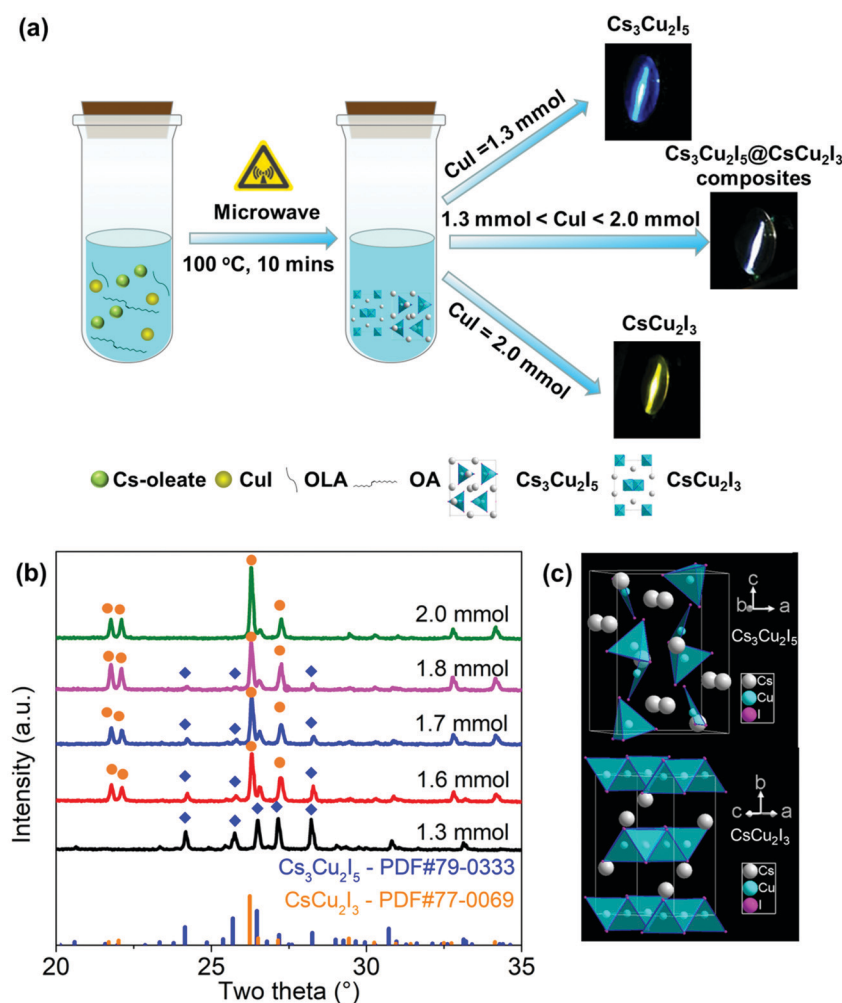 (a)
Cs₃Cu₂I₅
CuI =1.3 mmol
Cs₃Cu₂I₅@CsCu₂I₃
composites
Microwave
1.3 mmol < CuI < 2.0 mmol
100 °C, 10 mins
CuI = 2.0 mmol
CsCu₂I₃
Cs-oleate
CuI
OLA
OA
Cs₃Cu₂I₅
CsCu₂I₃
(b)
2.0 mmol
1.8 mmol
1.7 mmol
1.6 mmol
1.3 mmol
Cs₃Cu₂I₅ - PDF#79-0333
CsCu₂I₃ - PDF#77-0069
Intensity (a.u.)
20
25
30
35
Two theta (°)
(c)
c
b
a
Cs₃Cu₂I₅
Cs
Cu
I
b
c
a
CsCu₂I₃
Cs
Cu
I